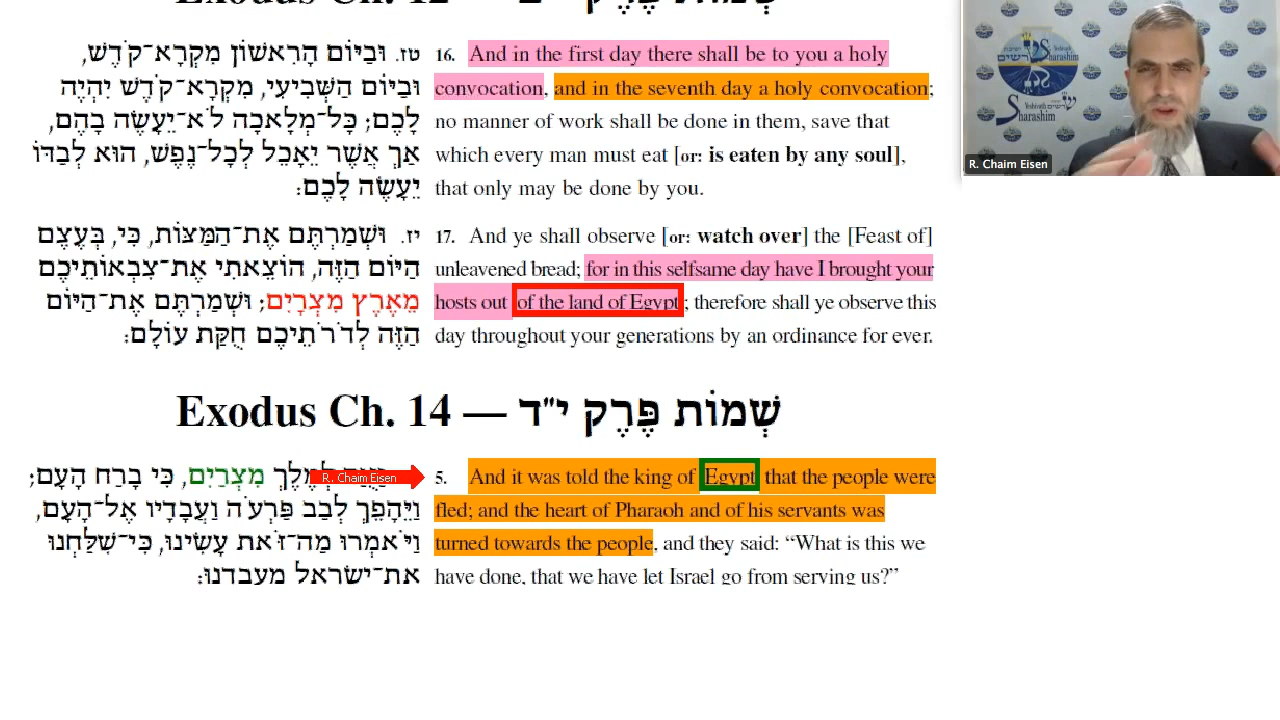 Exodus Ch. 12 —
טז. וּבַיּוֹם הָרִאשׁוֹן מִקְרָא־קֹדֶשׁ,
וּבַיּוֹם הַשְּׁבִיעִי, מִקְרָא־קֹדֶשׁ יִהְיֶה
לָכֶם; כָּל־מְלָאכָה לֹא־יֵעָשֶׂה בָהֶם,
אַךְ אֲשֶׁר יֵאָכֵל לְכָל־נֶפֶשׁ, הוּא לְבַדּוֹ
יֵעָשֶׂה לָכֶם:
16. And in the first day there shall be to you a holy
convocation, and in the seventh day a holy convocation;
no manner of work shall be done in them, save that
which every man must eat [or: is eaten by any soul],
that only may be done by you.
יז. וּשְׁמַרְתֶּם אֶת־הַמַּצּוֹת, כִּי, בְּעֶצֶם
הַיּוֹם הַזֶּה, הוֹצֵאתִי אֶת־צִבְאוֹתֵיכֶם
מֵאֶרֶץ מִצְרָיִם; וּשְׁמַרְתֶּם אֶת־הַיּוֹם
הַזֶּה לְדֹרֹתֵיכֶם חֻקַּת עוֹלָם:
17. And ye shall observe [or: watch over] the [Feast of]
unleavened bread; for in this selfsame day have I brought your
hosts out of the land of Egypt; therefore shall ye observe this
day throughout your generations by an ordinance for ever.
Exodus Ch. 14 — שְׁמוֹת פֶּרֶק י״ד
לְמֶלֶךְ מִצְרַיִם, כִּי בָרַח הָעָם;
וַיֵּהָפֵךְ לְבַב פַּרְעֹה וַעֲבָדָיו אֶל־הָעָם,
וַיֹּאמְרוּ מַה־זֹּאת עָשִׂינוּ, כִּי־שִׁלַּחְנוּ
אֶת־יִשְׂרָאֵל מֵעָבְדֵנוּ:
R. Chaim Eisen
5. And it was told the king of Egypt that the people were
fled; and the heart of Pharaoh and of his servants was
turned towards the people, and they said: “What is this we
have done, that we have let Israel go from serving us?”
Yeshivath
Sharashim
R. Chaim Eisen